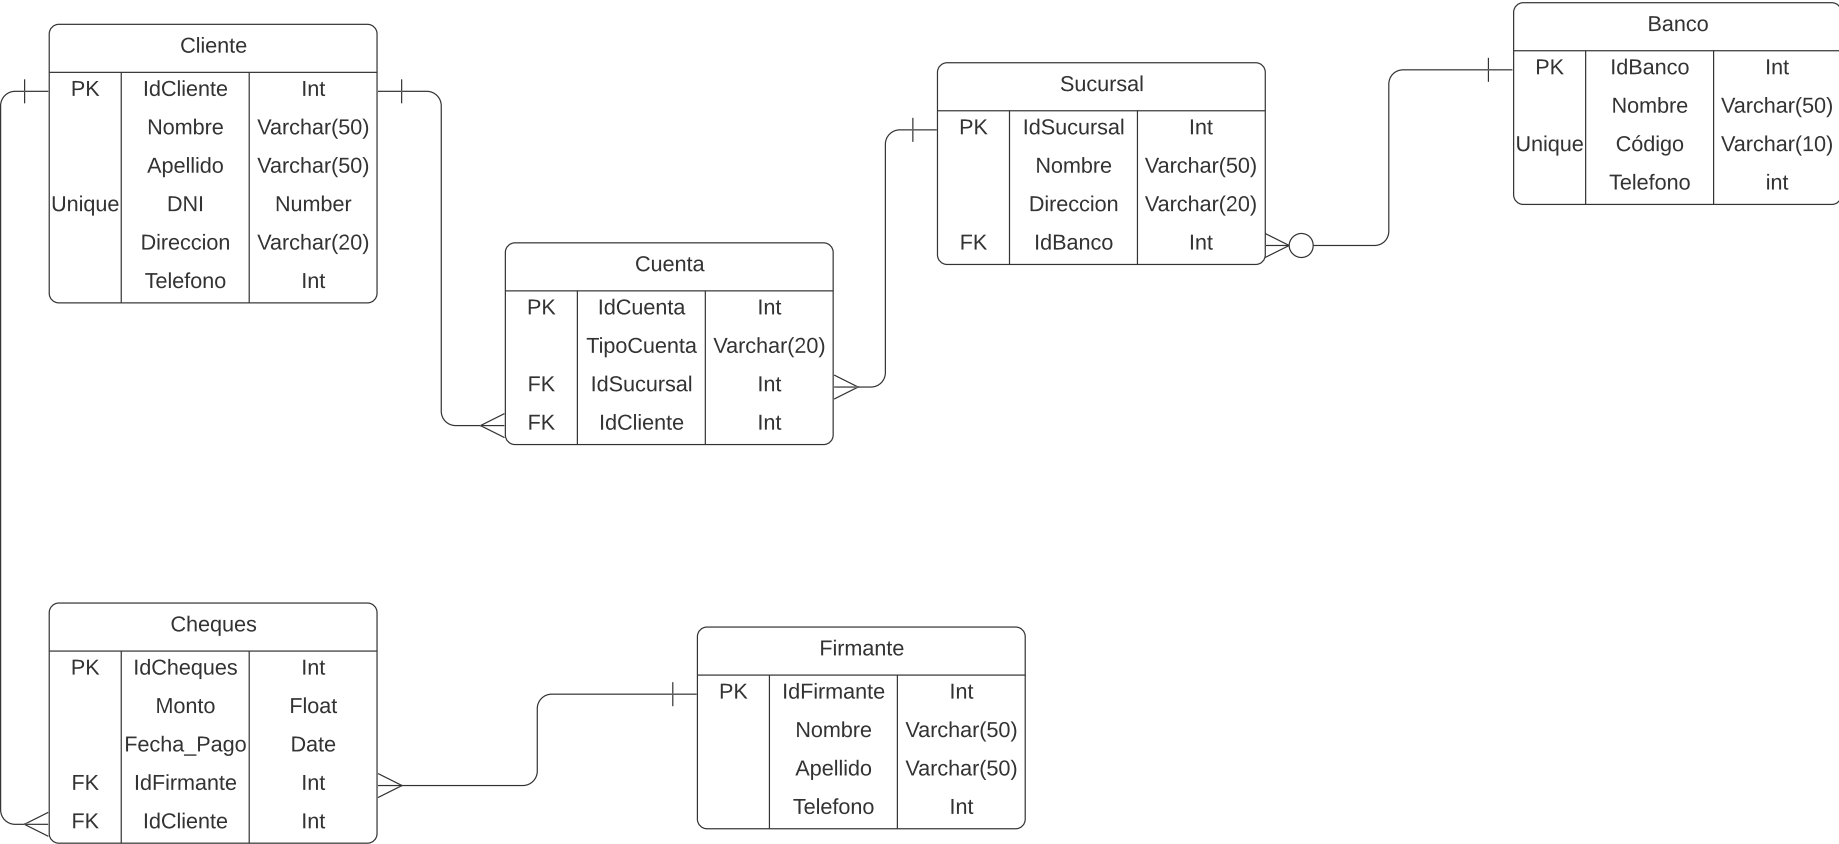 Cliente
PK IdCliente Int
Nombre Varchar(50)
Apellido Varchar(50)
Unique DNI Number
Direccion Varchar(20)
Telefono Int
Cuenta
PK IdCuenta Int
TipoCuenta Varchar(20)
FK IdSucursal Int
FK IdCliente Int
Sucursal
PK IdSucursal Int
Nombre Varchar(50)
Direccion Varchar(20)
FK IdBanco Int
Banco
PK IdBanco Int
Nombre Varchar(50)
Unique Código Varchar(10)
Telefono int
Cheques
PK IdCheques Int
Monto Float
Fecha_Pago Date
FK IdFirmante Int
FK IdCliente Int
Firmante
PK IdFirmante Int
Nombre Varchar(50)
Apellido Varchar(50)
Telefono Int